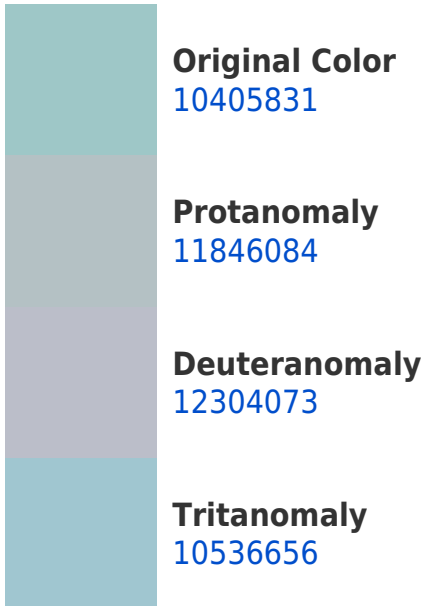 Original Color
10405831
Protanomaly
11846084
Deuteranomaly
12304073
Tritanomaly
10536656